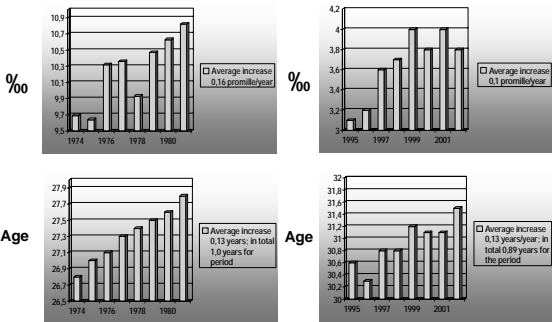 10,9
10,7
10,5
10,3
10,1
9,9
9,7
9,5
1974 1976 1978 1980
‰
Average increase
0,16 promille/year
4,2
4
3,8
3,6
3,4
3,2
3
1995 1997 1999 2001
‰
Average increase
0,1 promille/year
27,9
27,7
27,5
27,3
27,1
26,9
26,7
26,5
1974 1976 1978 1980
Age
Average increase
0,13 years; in total
1,0 years for
period
32
31,8
31,6
31,4
31,2
31
30,8
30,6
30,4
30,2
30
1995 1997 1999 2001
Age
Average increase
0,13 years/year; in
total 0,89 years for
the period